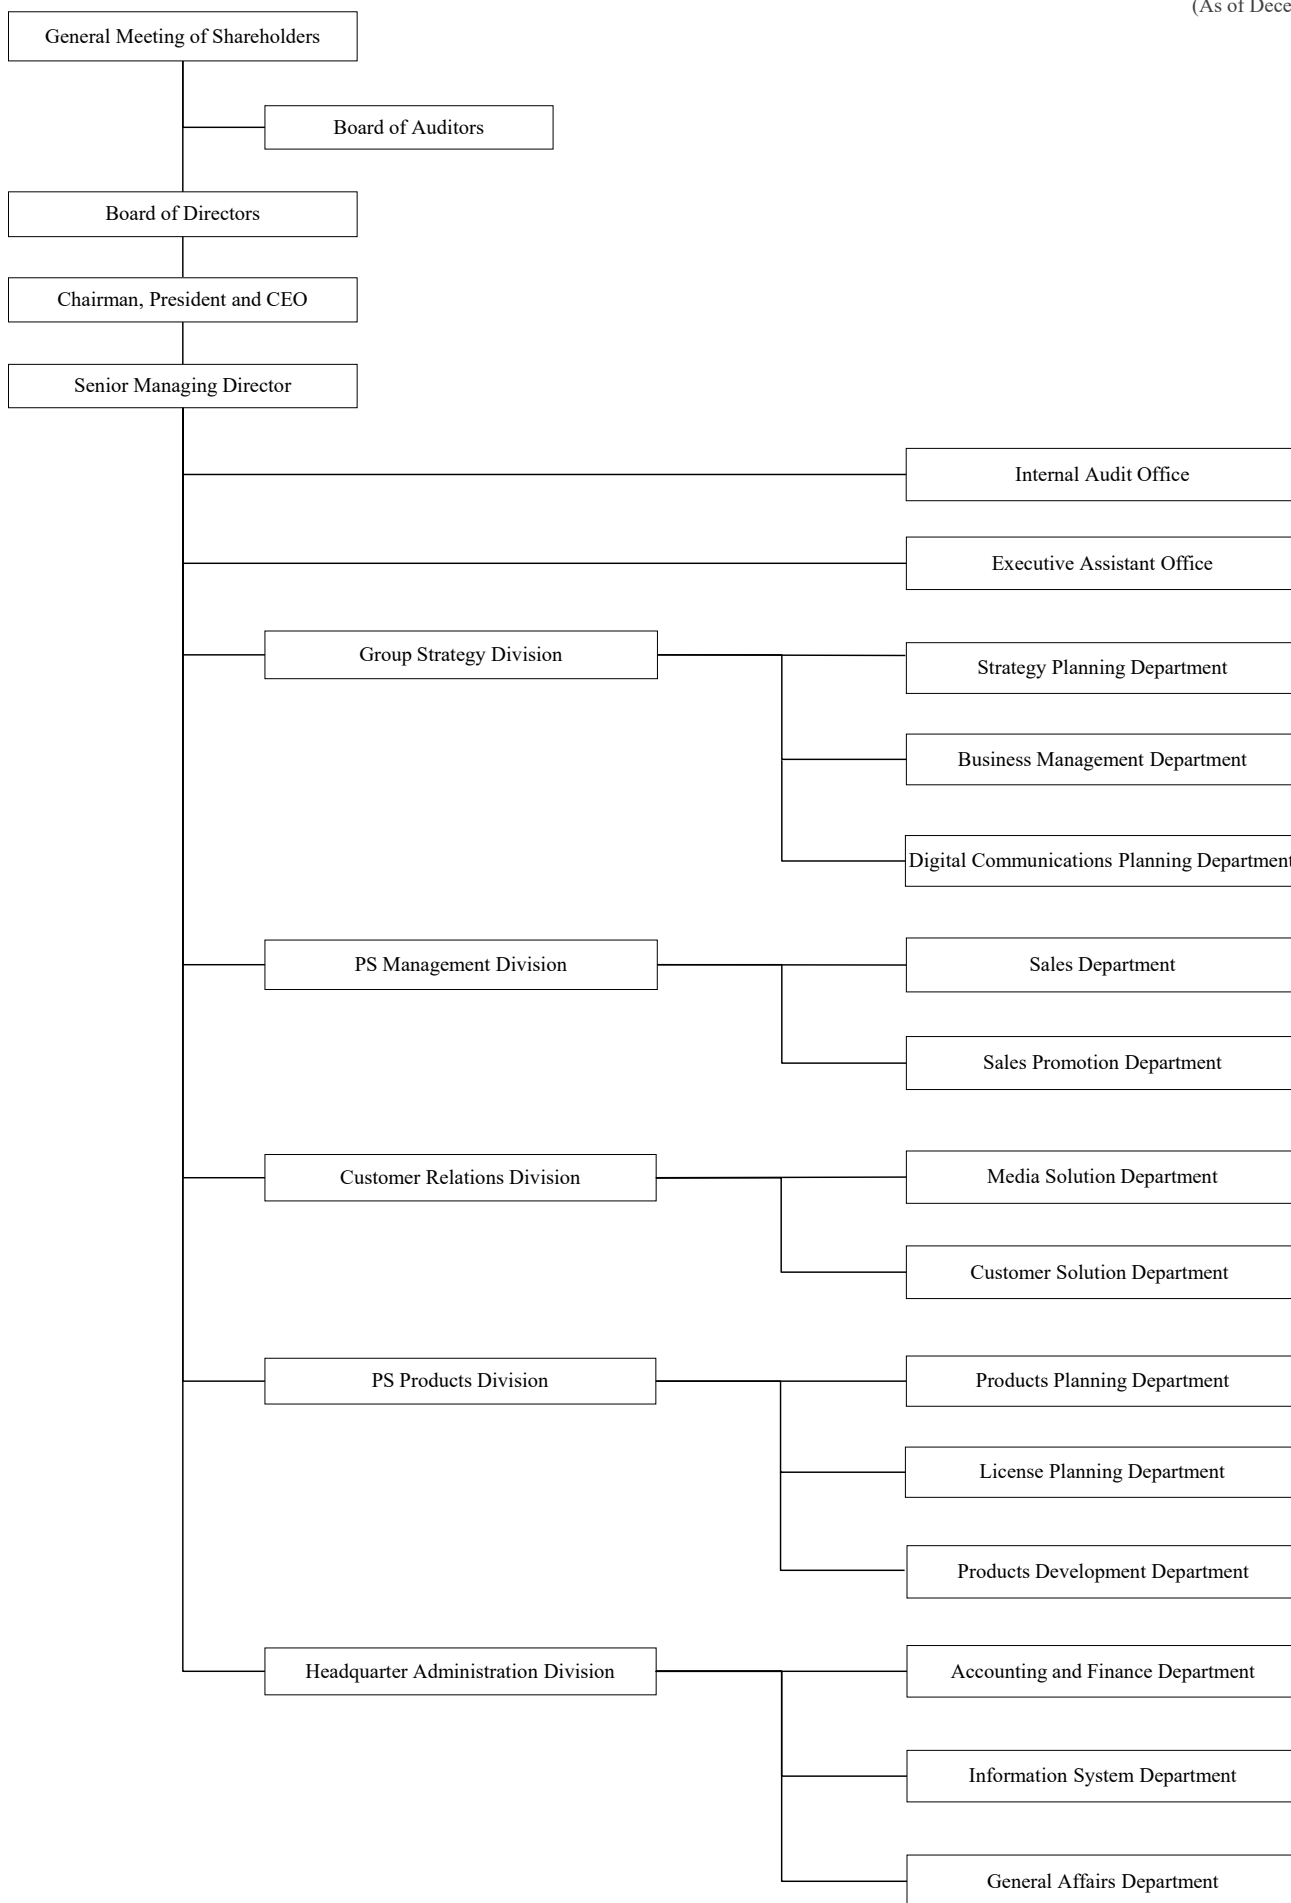 (As of Dece
General Meeting of Shareholders
Board of Auditors
Board of Directors
Chairman, President and CEO
Senior Managing Director
Internal Audit Office
Executive Assistant Office
Group Strategy Division
Strategy Planning Department
Business Management Department
Digital Communications Planning Department
PS Management Division
Sales Department
Sales Promotion Department
Customer Relations Division
Media Solution Department
Customer Solution Department
PS Products Division
Products Planning Department
License Planning Department
Products Development Department
Headquarter Administration Division
Accounting and Finance Department
Information System Department
General Affairs Department